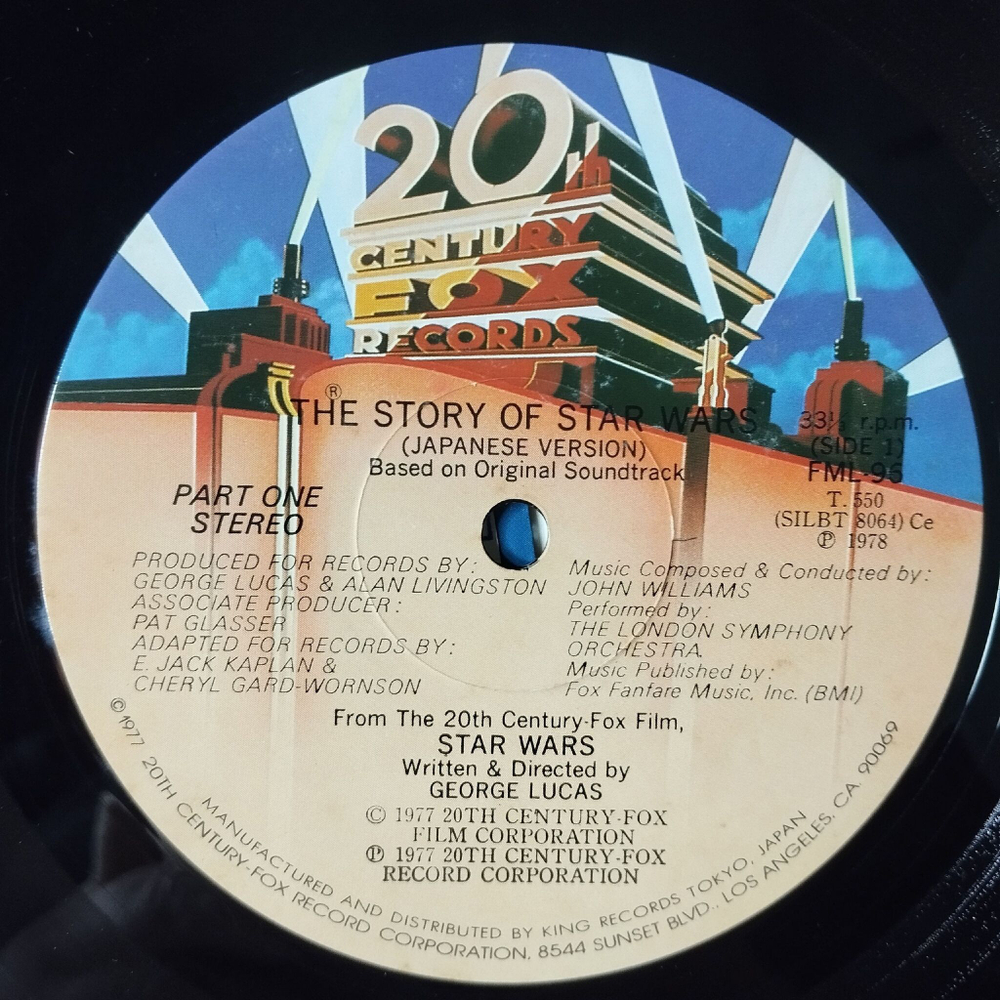 20th
CENTURY
FOX
RECORDS
®
THE STORY OF STAR WARS
(JAPANESE VERSION)
Based on Original Soundtrack
33⅓ r.p.m.
(SIDE 1)
FML-96
T. 550
(SILBT 8064) Ce
℗ 1978
PART ONE
STEREO
PRODUCED FOR RECORDS BY:
GEORGE LUCAS & ALAN LIVINGSTON
ASSOCIATE PRODUCER:
PAT GLASSER
ADAPTED FOR RECORDS BY:
E. JACK KAPLAN &
CHERYL GARD-WORNSON
Music Composed & Conducted by:
JOHN WILLIAMS
Performed by:
THE LONDON SYMPHONY
ORCHESTRA.
Music Published by:
Fox Fanfare Music, Inc. (BMI)
From The 20th Century-Fox Film,
STAR WARS
Written & Directed by
GEORGE LUCAS
© 1977 20TH CENTURY-FOX
FILM CORPORATION
℗ 1977 20TH CENTURY-FOX
RECORD CORPORATION
MANUFACTURED AND DISTRIBUTED BY KING RECORDS TOKYO, JAPAN
© 1977 20TH CENTURY-FOX RECORD CORPORATION, 8544 SUNSET BLVD., LOS ANGELES, CA. 90069